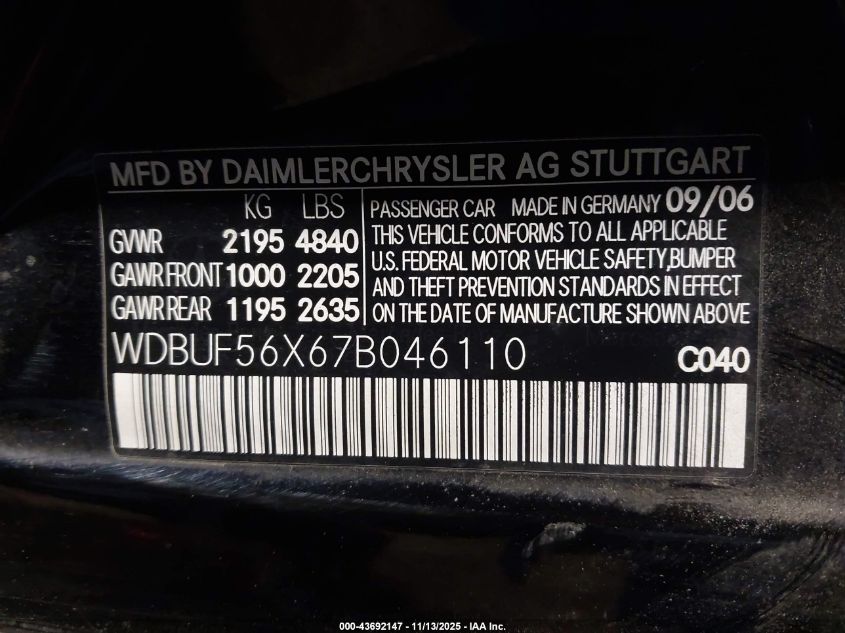 MFD BY DAIMLERCHRYSLER AG STUTTGART
KG LBS
GVWR 2195 4840
GAWR FRONT 1000 2205
GAWR REAR 1195 2635
PASSENGER CAR MADE IN GERMANY 09/06
THIS VEHICLE CONFORMS TO ALL APPLICABLE
U.S. FEDERAL MOTOR VEHICLE SAFETY,BUMPER
AND THEFT PREVENTION STANDARDS IN EFFECT
ON THE DATE OF MANUFACTURE SHOWN ABOVE
WDBUF56X67B046110 C040
000-43692147 - 11/13/2025 - IAA Inc.